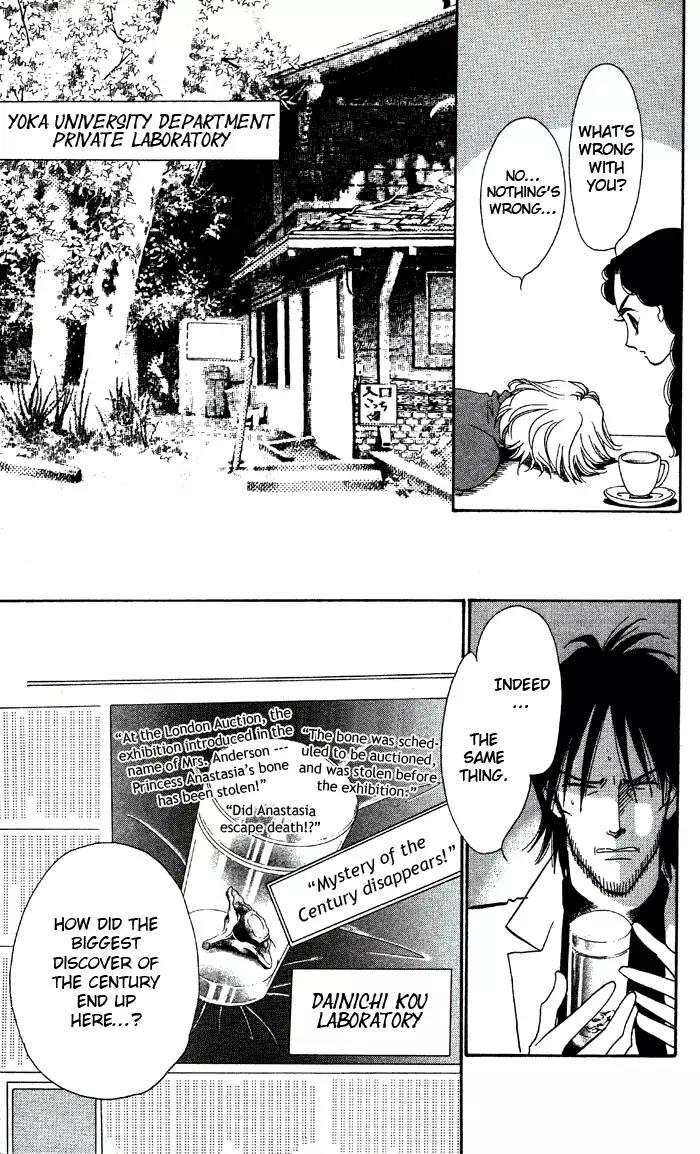 WHAT'S
WRONG
WITH
YOU?
NO...
NOTHING'S
WRONG...
YOKA UNIVERSITY DEPARTMENT
PRIVATE LABORATORY
入口
こっち
INDEED
...
THE
SAME
THING.
“At the London Auction, the
exhibition introduced in the
name of Mrs. Anderson ---
Princess Anastasia's bone
has been stolen!”
“The bone was sched-
uled to be auctioned,
and was stolen before
the exhibition.”
“Did Anastasia
escape death!?”
“Mystery of the
Century disappears!”
DAINICHI KOU
LABORATORY
HOW DID THE
BIGGEST
DISCOVER OF
THE CENTURY
END UP
HERE...?